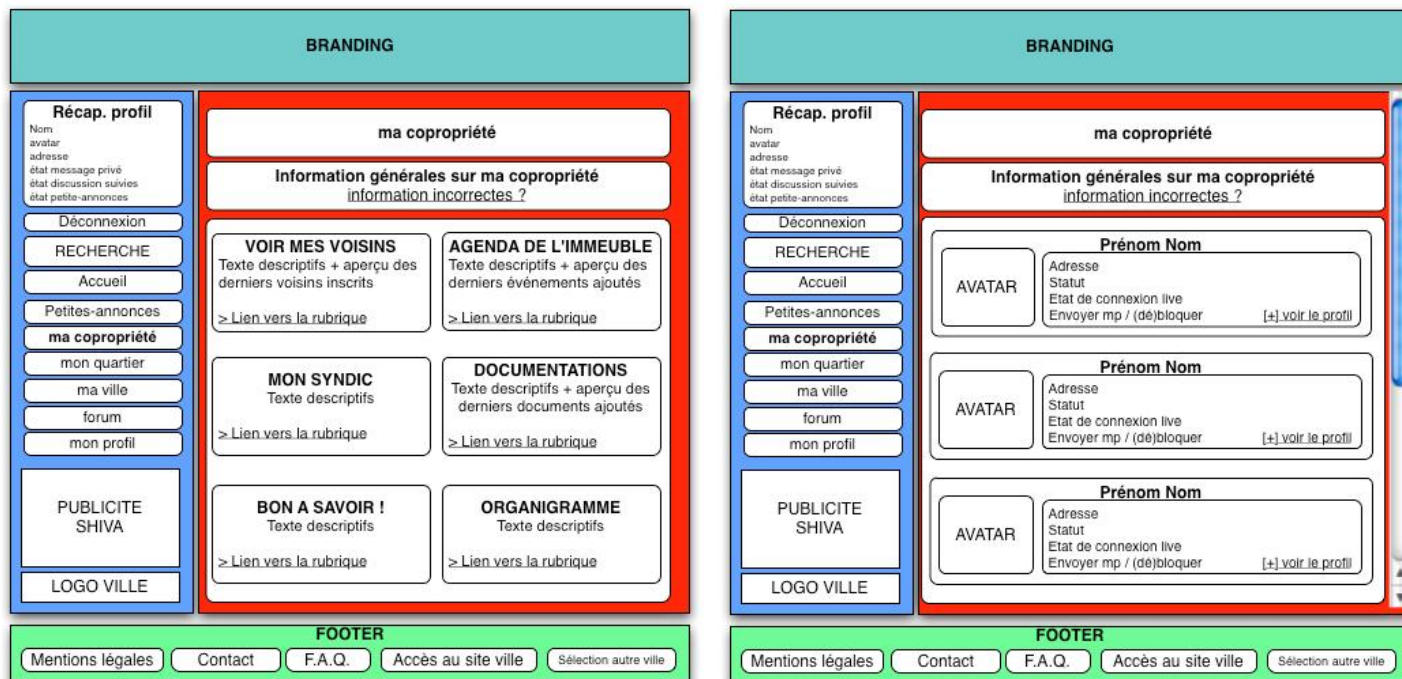 BRANDING
Récap. profil
Nom
avatar
adresse
état message privé
état discussion suivies
état petite-annonces
Déconnexion
RECHERCHE
Accueil
Petites-annonces
ma copropriété
mon quartier
ma ville
forum
mon profil
PUBLICITE
SHIVA
LOGO VILLE
ma copropriété
Information générales sur ma copropriété
information incorrectes ?
VOIR MES VOISINS
Texte descriptifs + aperçu des
derniers voisins inscrits
> Lien vers la rubrique
AGENDA DE L'IMMEUBLE
Texte descriptifs + aperçu des
derniers événements ajoutés
> Lien vers la rubrique
MON SYNDIC
Texte descriptifs
> Lien vers la rubrique
DOCUMENTATIONS
Texte descriptifs + aperçu des
derniers documents ajoutés
> Lien vers la rubrique
BON A SAVOIR !
Texte descriptifs
> Lien vers la rubrique
ORGANIGRAMME
Texte descriptifs
> Lien vers la rubrique
FOOTER
Mentions légales
Contact
F.A.Q.
Accès au site ville
Sélection autre ville
BRANDING
Récap. profil
Nom
avatar
adresse
état message privé
état discussion suivies
état petite-annonces
Déconnexion
RECHERCHE
Accueil
Petites-annonces
ma copropriété
mon quartier
ma ville
forum
mon profil
PUBLICITE
SHIVA
LOGO VILLE
ma copropriété
Information générales sur ma copropriété
information incorrectes ?
Prénom Nom
AVATAR
Adresse
Statut
Etat de connexion live
Envoyer mp / (dé)bloquer [+] voir le profil
Prénom Nom
AVATAR
Adresse
Statut
Etat de connexion live
Envoyer mp / (dé)bloquer [+] voir le profil
Prénom Nom
AVATAR
Adresse
Statut
Etat de connexion live
Envoyer mp / (dé)bloquer [+] voir le profil
FOOTER
Mentions légales
Contact
F.A.Q.
Accès au site ville
Sélection autre ville